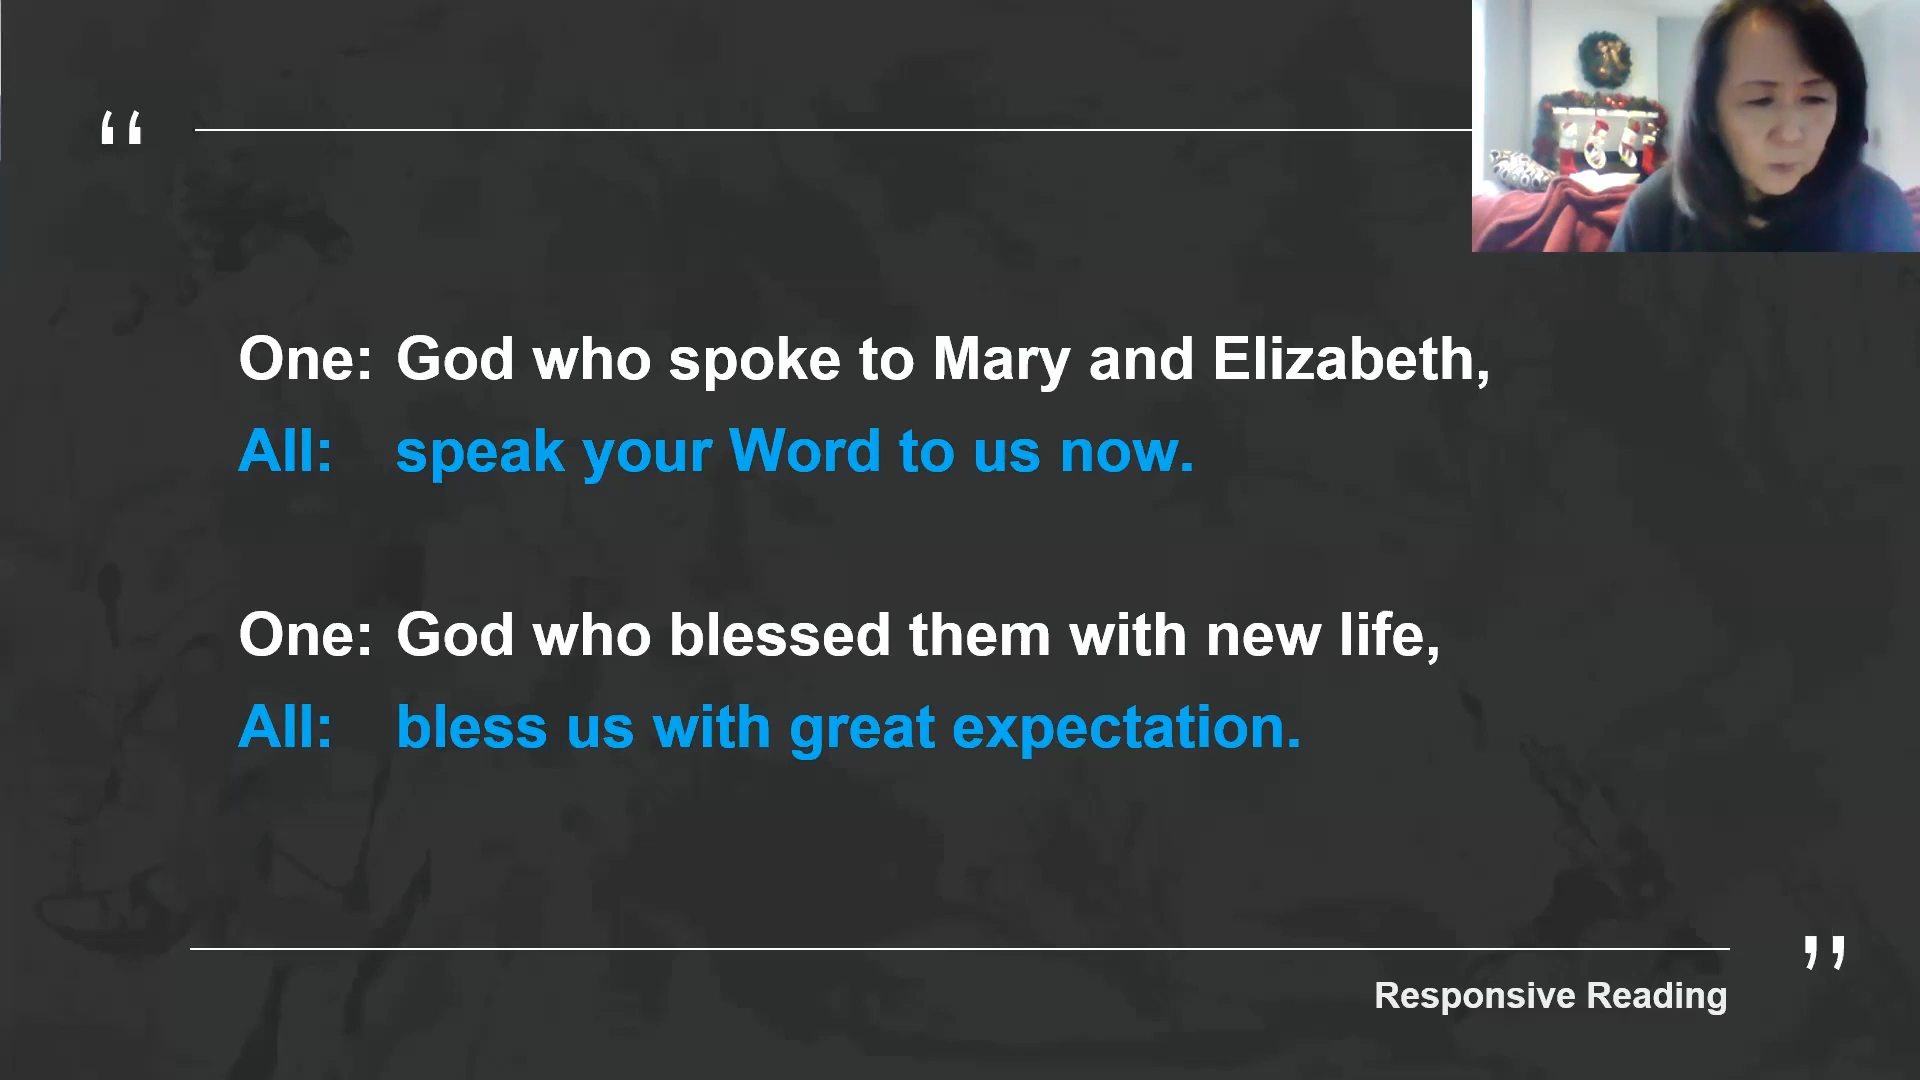 “
One: God who spoke to Mary and Elizabeth,
All: speak your Word to us now.
One: God who blessed them with new life,
All: bless us with great expectation.
”
Responsive Reading